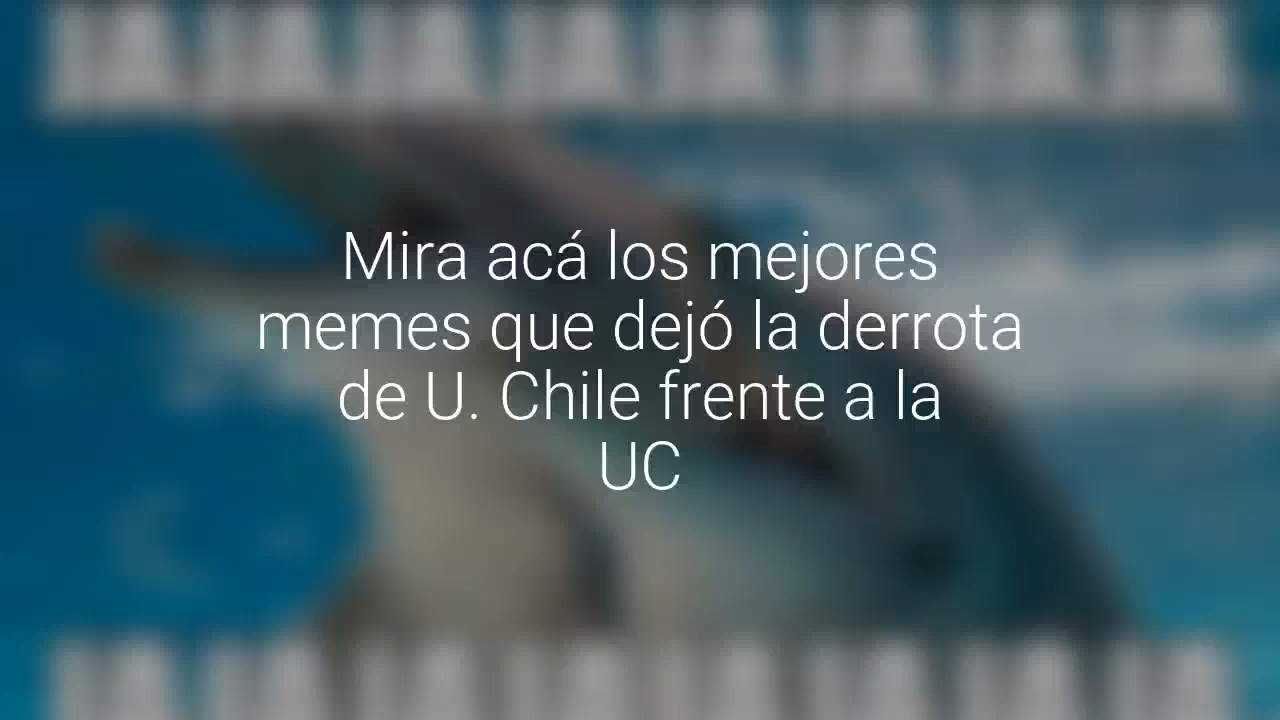 Mira acá los mejores
memes que dejó la derrota
de U. Chile frente a la
UC